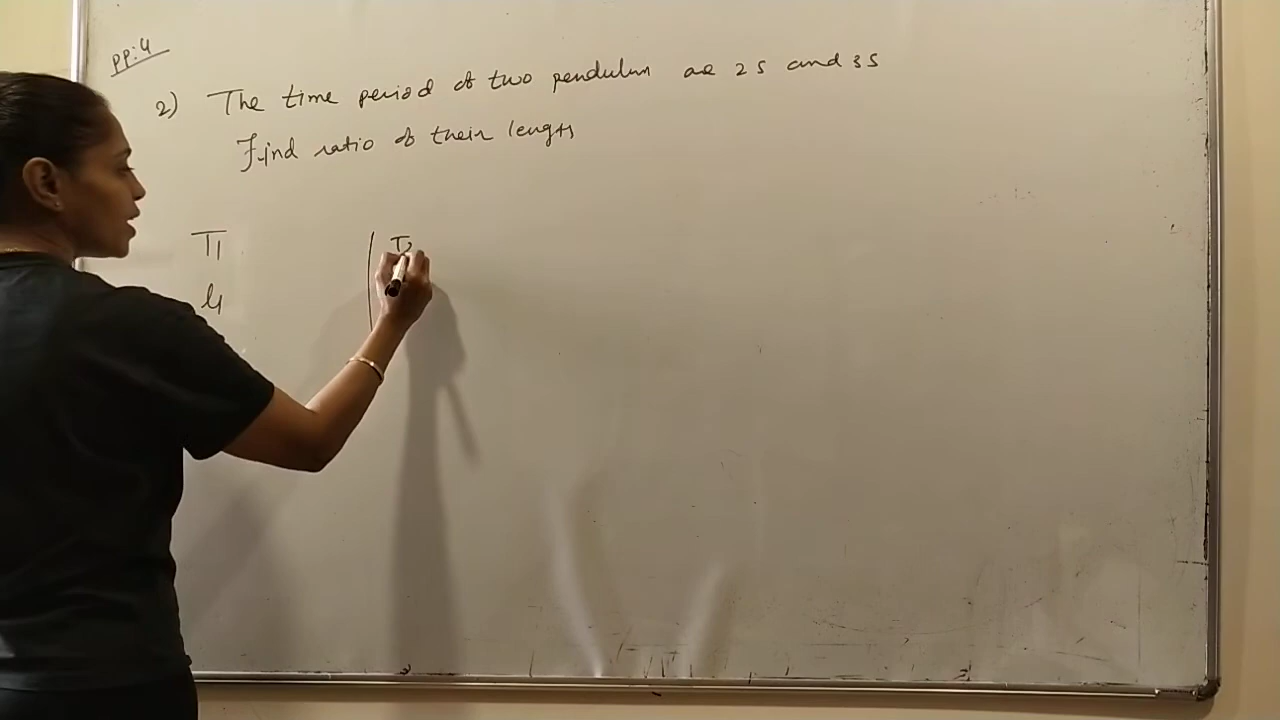 PP:4
2) The time period of two pendulum are 2s and 3s
Find ratio of their length
T1 | T2
l1